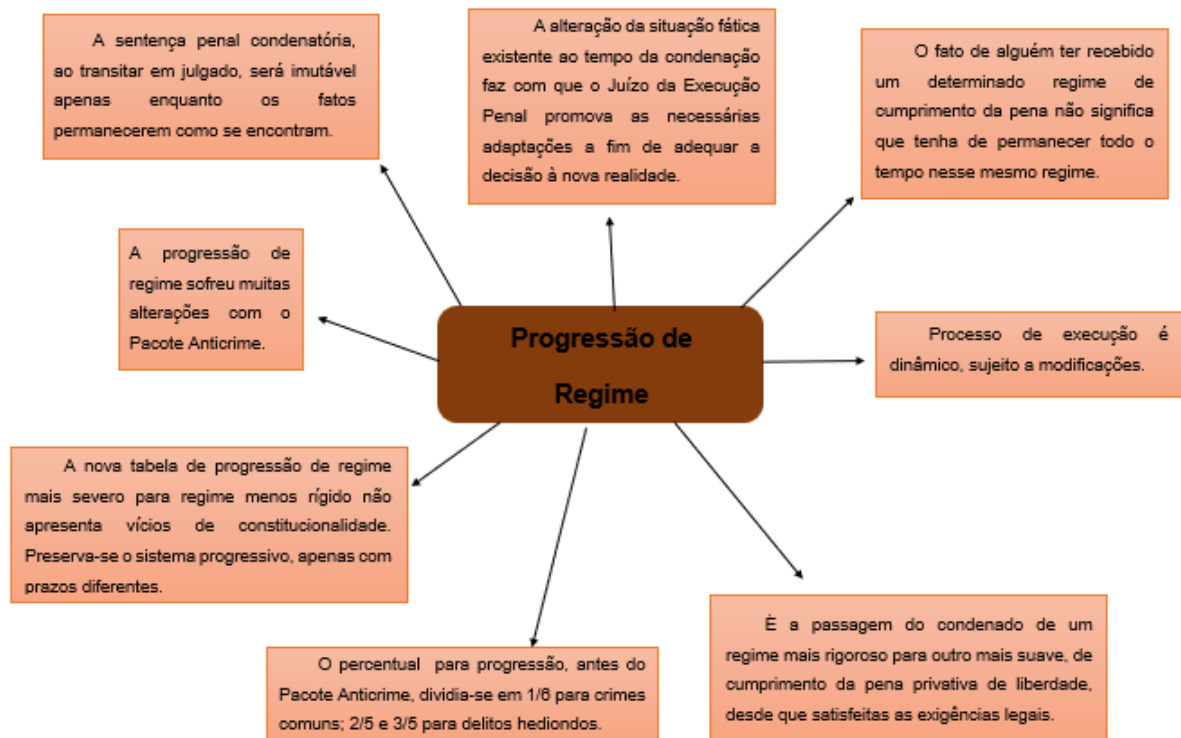 A sentença penal condenatória,
ao transitar em julgado, será imutável
apenas enquanto os fatos
permanecerem como se encontram.
A alteração da situação fática
existente ao tempo da condenação
faz com que o Juízo da Execução
Penal promova as necessárias
adaptações a fim de adequar a
decisão à nova realidade.
O fato de alguém ter recebido
um determinado regime de
cumprimento da pena não significa
que tenha de permanecer todo o
tempo nesse mesmo regime.
A progressão de
regime sofreu muitas
alterações com o
Pacote Anticrime.
Progressão de
Regime
Processo de execução é
dinâmico, sujeito a modificações.
A nova tabela de progressão de regime
mais severo para regime menos rígido não
apresenta vícios de constitucionalidade.
Preserva-se o sistema progressivo, apenas com
prazos diferentes.
O percentual para progressão, antes do
Pacote Anticrime, dividia-se em 1/6 para crimes
comuns; 2/5 e 3/5 para delitos hediondos.
È a passagem do condenado de um
regime mais rigoroso para outro mais suave, de
cumprimento da pena privativa de liberdade,
desde que satisfeitas as exigências legais.